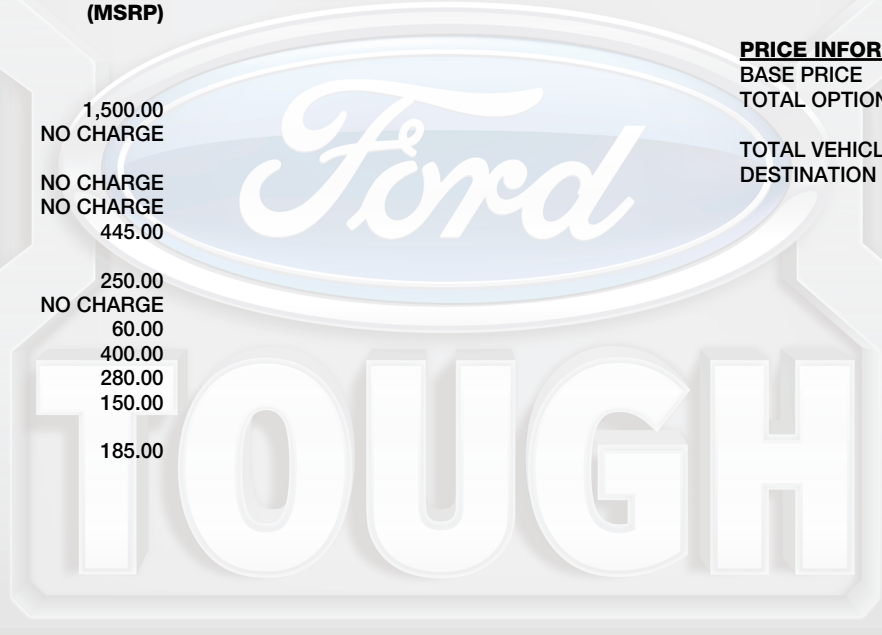 (MSRP)
1,500.00
NO CHARGE
NO CHARGE
NO CHARGE
445.00
250.00
NO CHARGE
60.00
400.00
280.00
150.00
185.00
PRICE INFOR
BASE PRICE
TOTAL OPTION
TOTAL VEHICL
DESTINATION
Ford
TOUGH